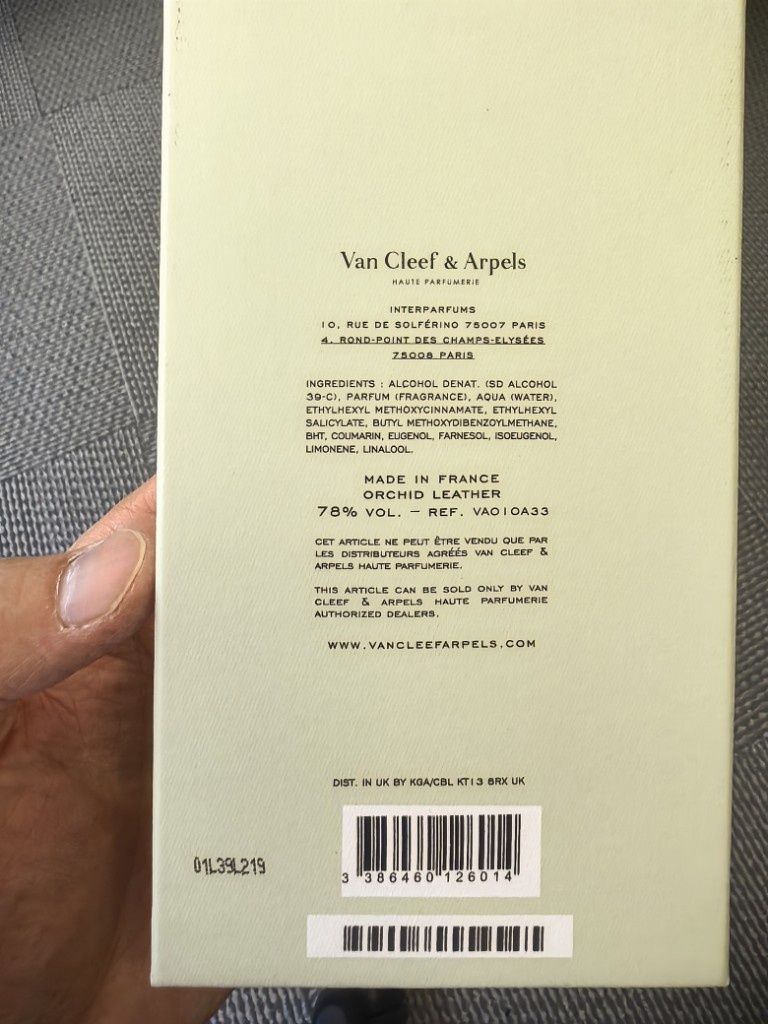 Van Cleef & Arpels
HAUTE PARFUMERIE
INTERPARFUMS
10, RUE DE SOLFÉRINO 75007 PARIS
4, ROND-POINT DES CHAMPS-ELYSÉES
75008 PARIS
INGREDIENTS : ALCOHOL DENAT. (SD ALCOHOL
39-C), PARFUM (FRAGRANCE), AQUA (WATER),
ETHYLHEXYL METHOXYCINNAMATE, ETHYLHEXYL
SALICYLATE, BUTYL METHOXYDIBENZOYLMETHANE,
BHT, COUMARIN, EUGENOL, FARNESOL, ISOEUGENOL,
LIMONENE, LINALOOL.
MADE IN FRANCE
ORCHID LEATHER
78% VOL. – REF. VA010A33
CET ARTICLE NE PEUT ÊTRE VENDU QUE PAR
LES DISTRIBUTEURS AGRÉÉS VAN CLEEF &
ARPELS HAUTE PARFUMERIE.
THIS ARTICLE CAN BE SOLD ONLY BY VAN
CLEEF & ARPELS HAUTE PARFUMERIE
AUTHORIZED DEALERS.
WWW.VANCLEEFARPELS.COM
DIST. IN UK BY KGA/CBL KT13 8RX UK
01L39L219
3 386460 126014